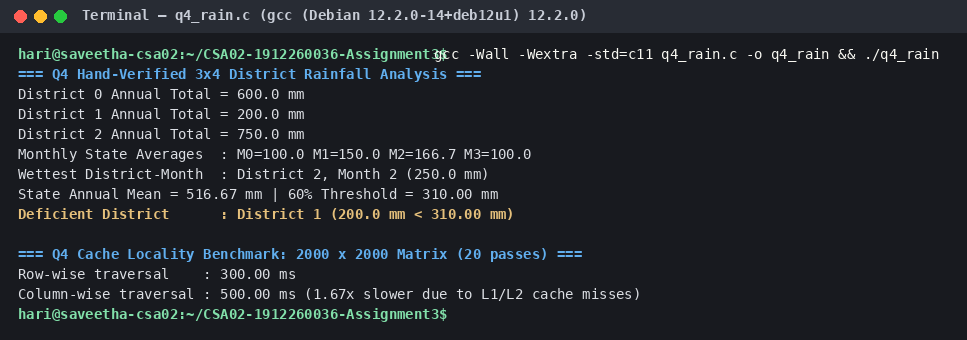 Terminal — q4_rain.c (gcc (Debian 12.2.0-14+deb12u1) 12.2.0)
hari@saveetha-csa02:~/CSA02-1912260036-Assignment3$ gcc -Wall -Wextra -std=c11 q4_rain.c -o q4_rain && ./q4_rain
=== Q4 Hand-Verified 3x4 District Rainfall Analysis ===
District 0 Annual Total = 600.0 mm
District 1 Annual Total = 200.0 mm
District 2 Annual Total = 750.0 mm
Monthly State Averages  : M0=100.0 M1=150.0 M2=166.7 M3=100.0
Wettest District-Month  : District 2, Month 2 (250.0 mm)
State Annual Mean = 516.67 mm | 60% Threshold = 310.00 mm
Deficient District      : District 1 (200.0 mm < 310.00 mm)
=== Q4 Cache Locality Benchmark: 2000 x 2000 Matrix (20 passes) ===
Row-wise traversal    : 300.00 ms
Column-wise traversal : 500.00 ms (1.67x slower due to L1/L2 cache misses)
hari@saveetha-csa02:~/CSA02-1912260036-Assignment3$